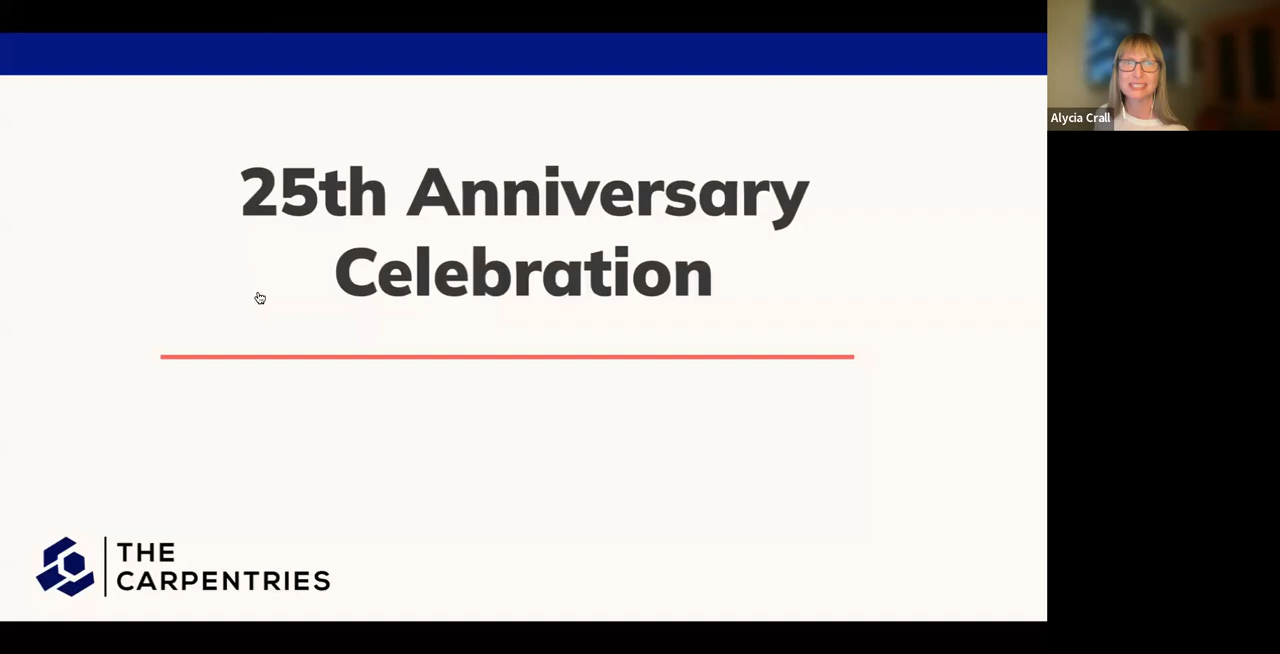 25th Anniversary
Celebration
THE
CARPENTRIES
Alycia Crall